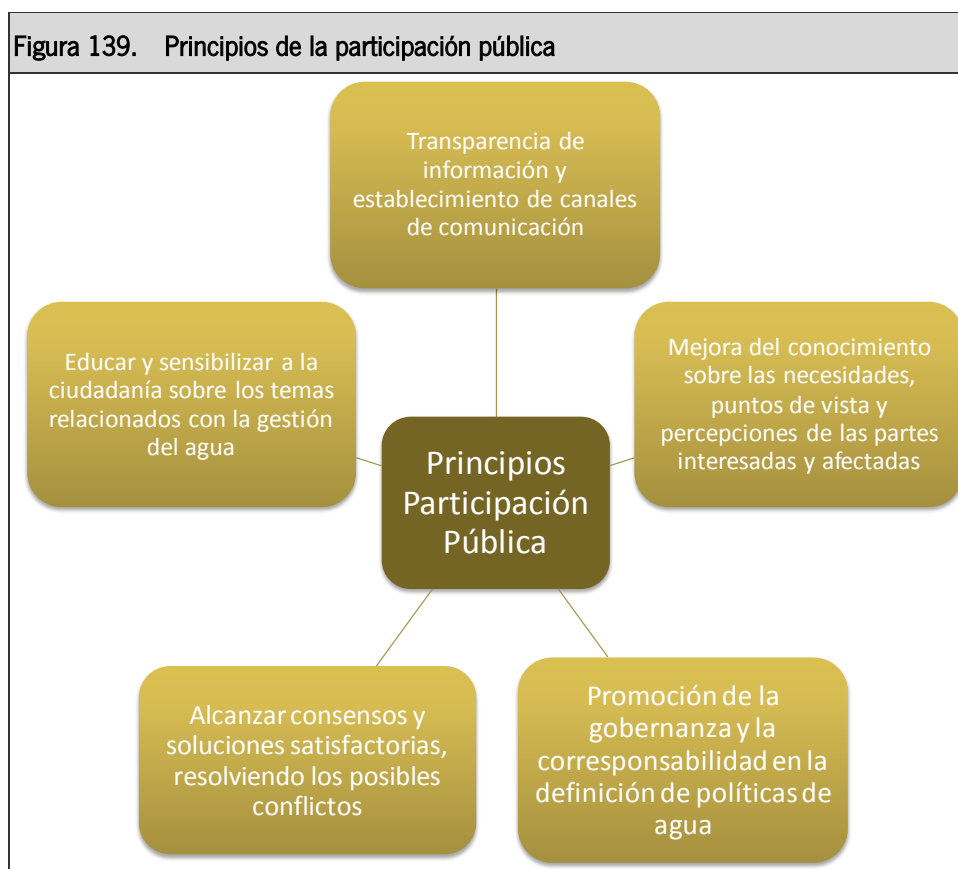 Figura 139. Principios de la participación pública
Transparencia de
información y
establecimiento de canales
de comunicación
Educar y sensibilizar a la
ciudadanía sobre los temas
relacionados con la gestión
del agua
Mejora del conocimiento
sobre las necesidades,
puntos de vista y
percepciones de las partes
interesadas y afectadas
Principios
Participación
Pública
Alcanzar consensos y
soluciones satisfactorias,
resolviendo los posibles
conflictos
Promoción de la
gobernanza y la
corresponsabilidad en la
definición de políticas de
agua